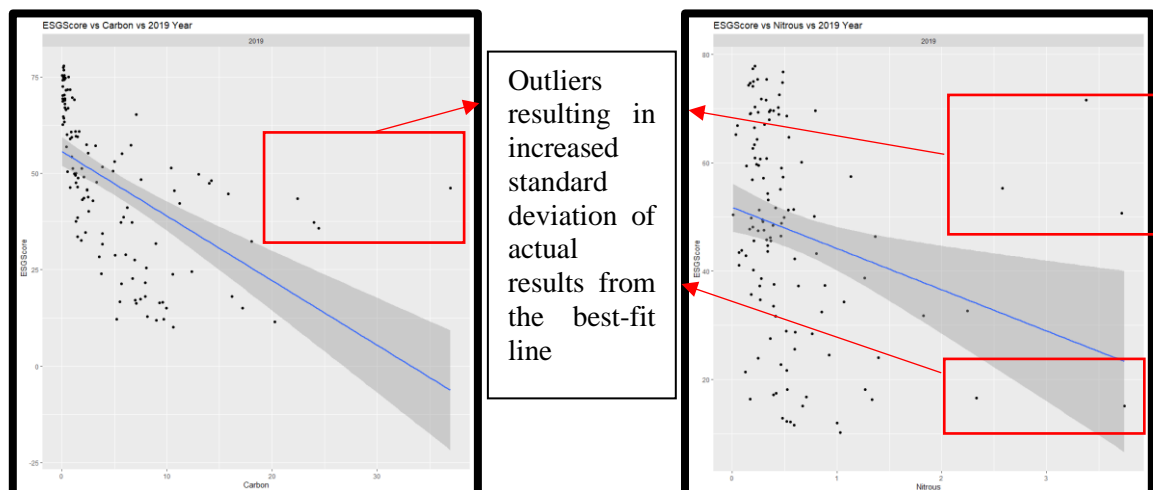 ESGScore vs Carbon vs 2019 Year
2019
75
50
25
0
-25
ESGScore
0
10
20
30
Carbon
Outliers
resulting in
increased
standard
deviation of
actual
results from
the best-fit
line
ESGScore vs Nitrous vs 2019 Year
2019
80
60
40
20
ESGScore
0
1
2
3
Nitrous